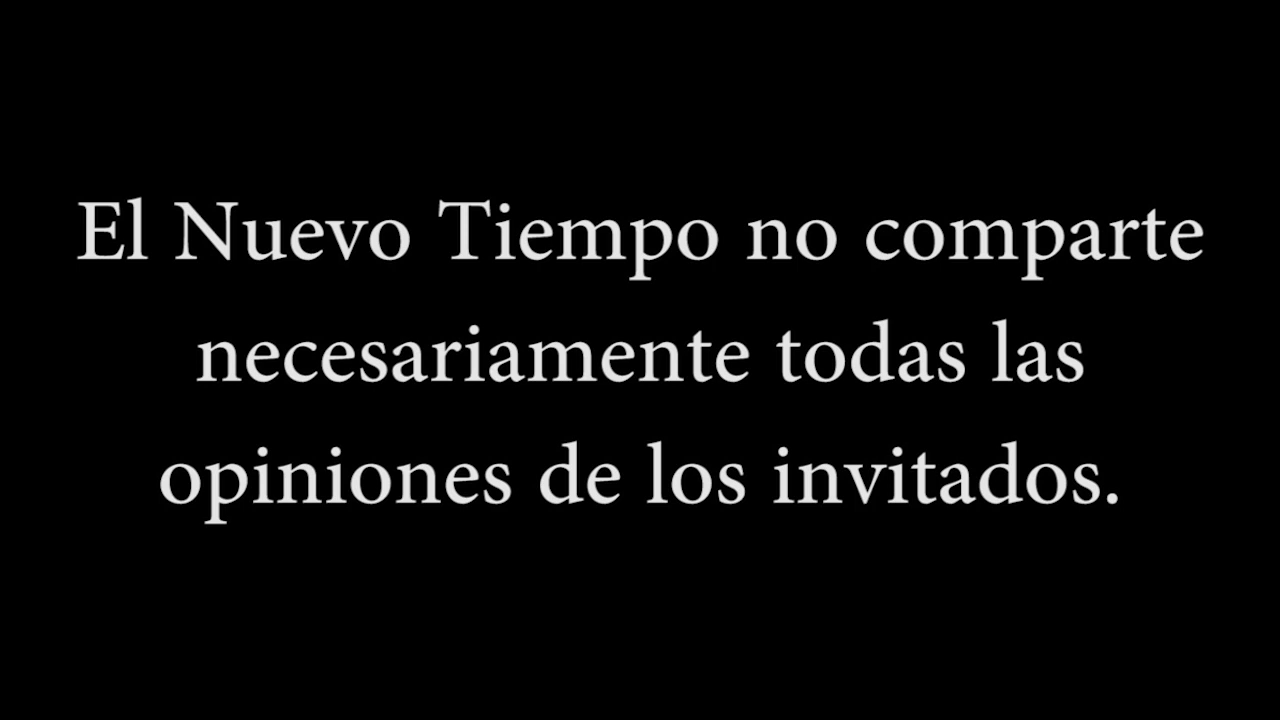 El Nuevo Tiempo no comparte
necesariamente todas las
opiniones de los invitados.